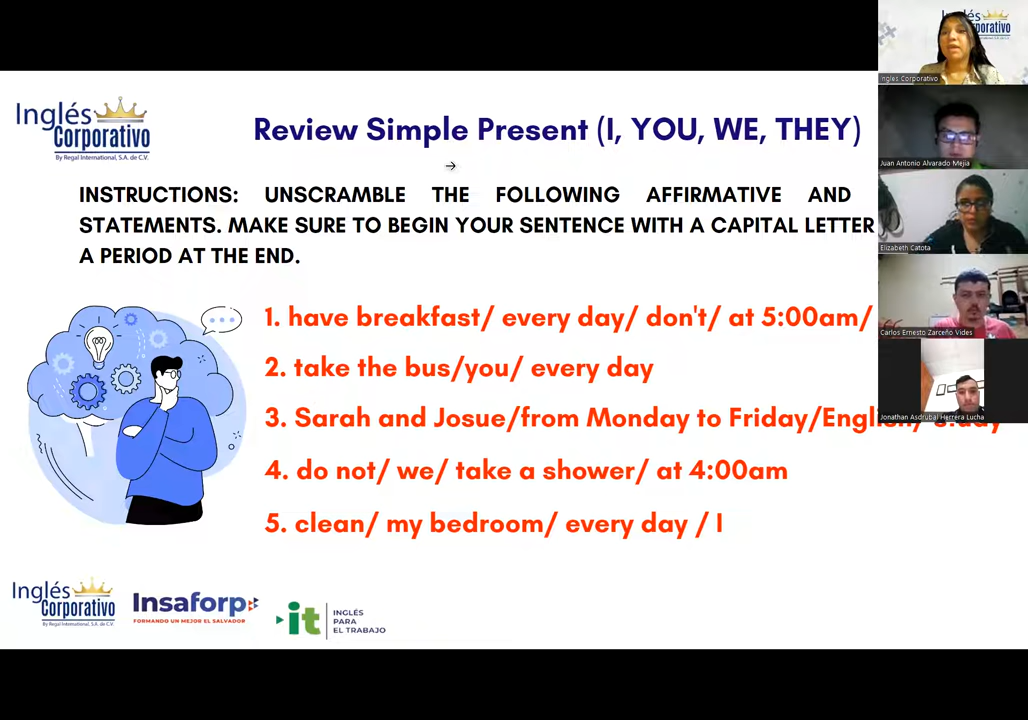 Inglés
Corporativo
By Regal International, S.A. de C.V.
Review Simple Present (I, YOU, WE, THEY)
INSTRUCTIONS: UNSCRAMBLE THE FOLLOWING AFFIRMATIVE AND
STATEMENTS. MAKE SURE TO BEGIN YOUR SENTENCE WITH A CAPITAL LETTER
A PERIOD AT THE END.
1. have breakfast/ every day/ don't/ at 5:00am/
2. take the bus/you/ every day
3. Sarah and Josue/from Monday to Friday/
4. do not/ we/ take a shower/ at 4:00am
5. clean/ my bedroom/ every day / I
Inglés
Corporativo
By Regal International, S.A. de C.V.
Insaforp
FORMANDO UN MEJOR EL SALVADOR
it
INGLÉS
PARA
EL TRABAJO
Ingles Corporativo
Juan Antonio Alvarado Mejia
Elizabeth Catota
Carlos Ernesto Zarceño Vides
Jonathan Asdrubal Herrera Lucha